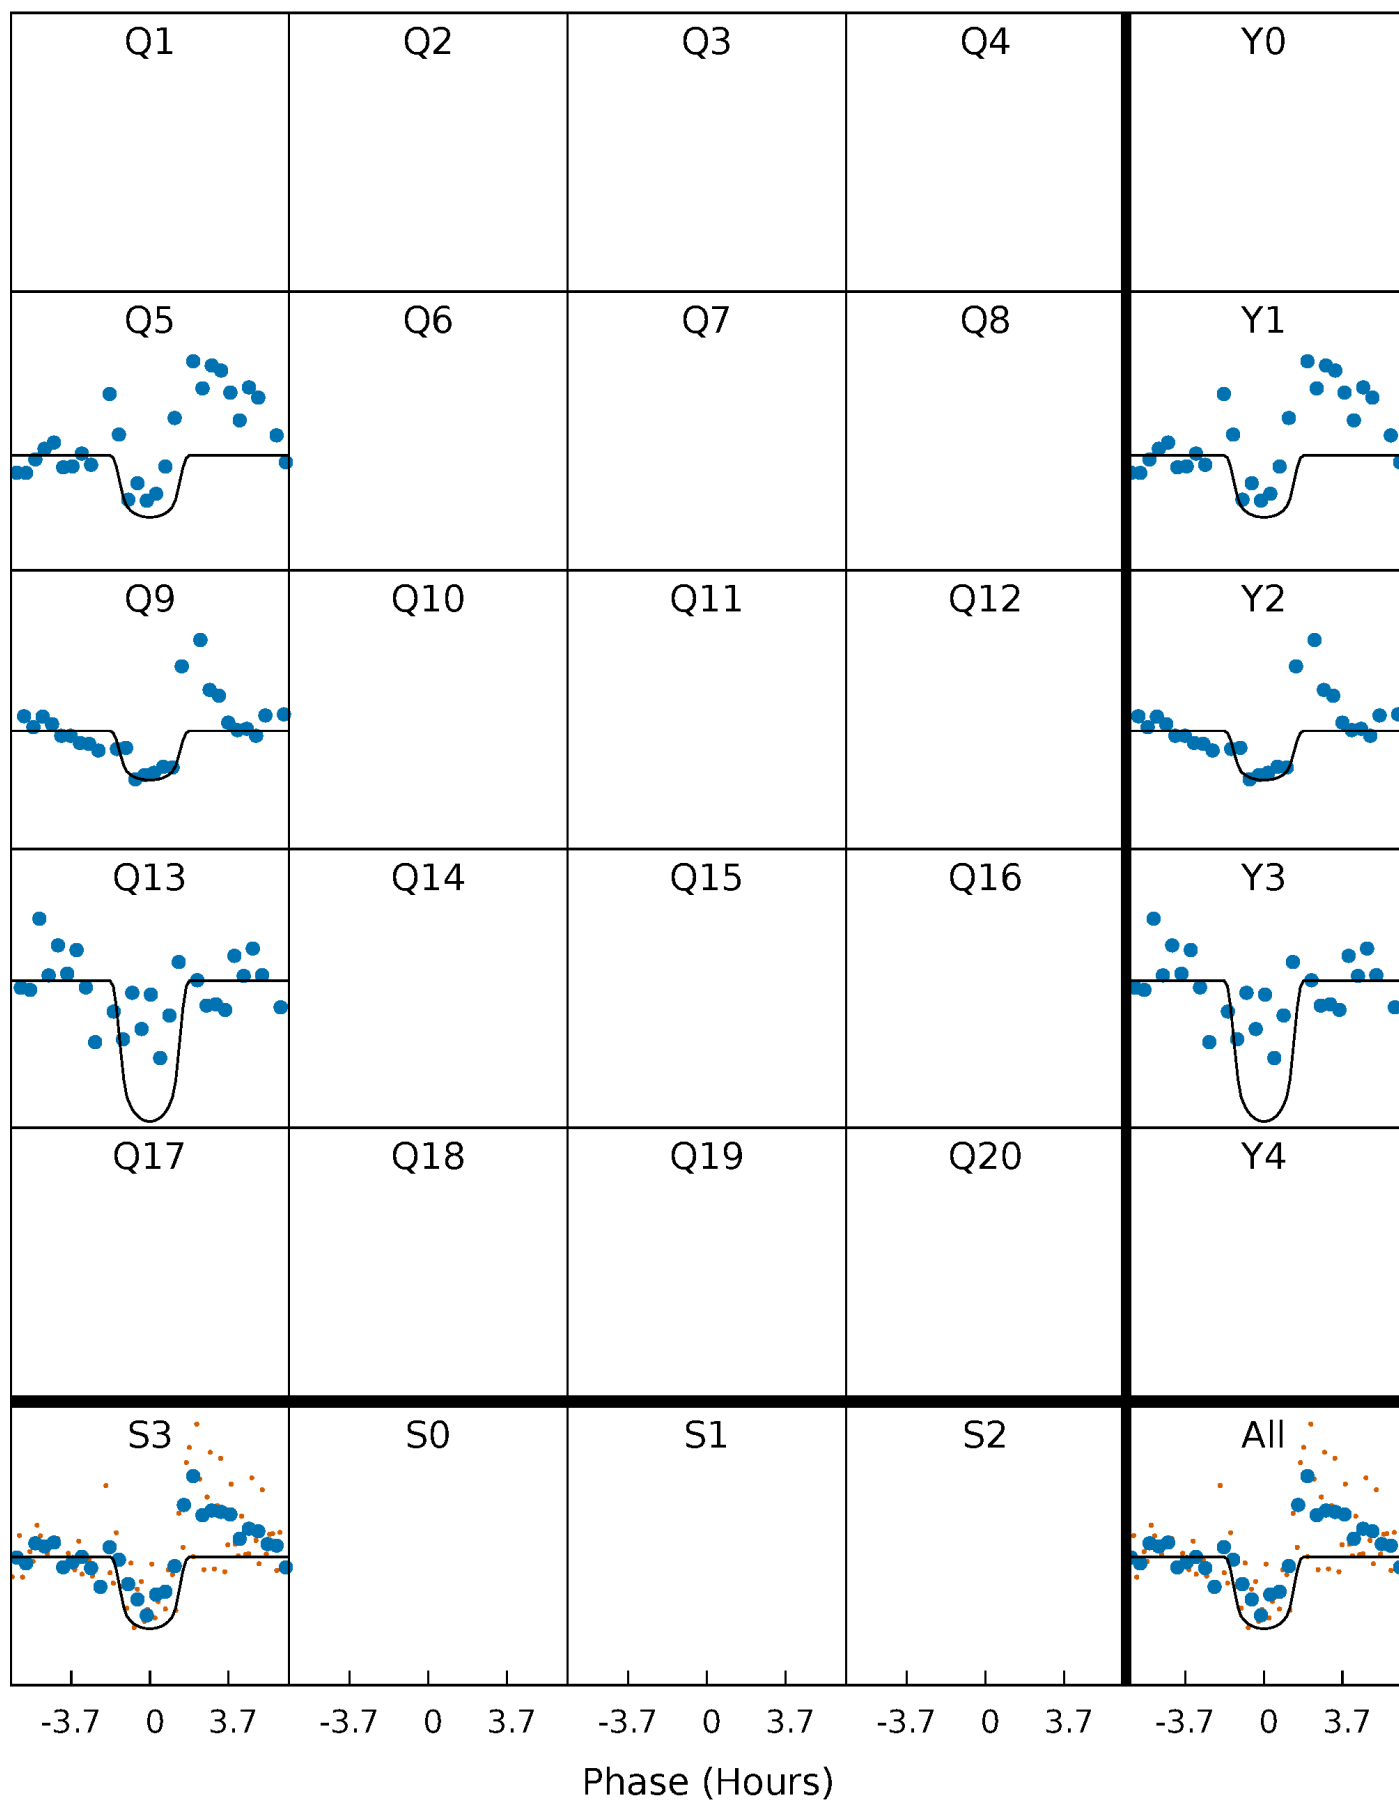 Q1 Q2 Q3 Q4 Y0
Q5 Q6 Q7 Q8 Y1
Q9 Q10 Q11 Q12 Y2
Q13 Q14 Q15 Q16 Y3
Q17 Q18 Q19 Q20 Y4
S3 S0 S1 S2 All
-3.7 0 3.7 -3.7 0 3.7 -3.7 0 3.7 -3.7 0 3.7 -3.7 0 3.7
Phase (Hours)